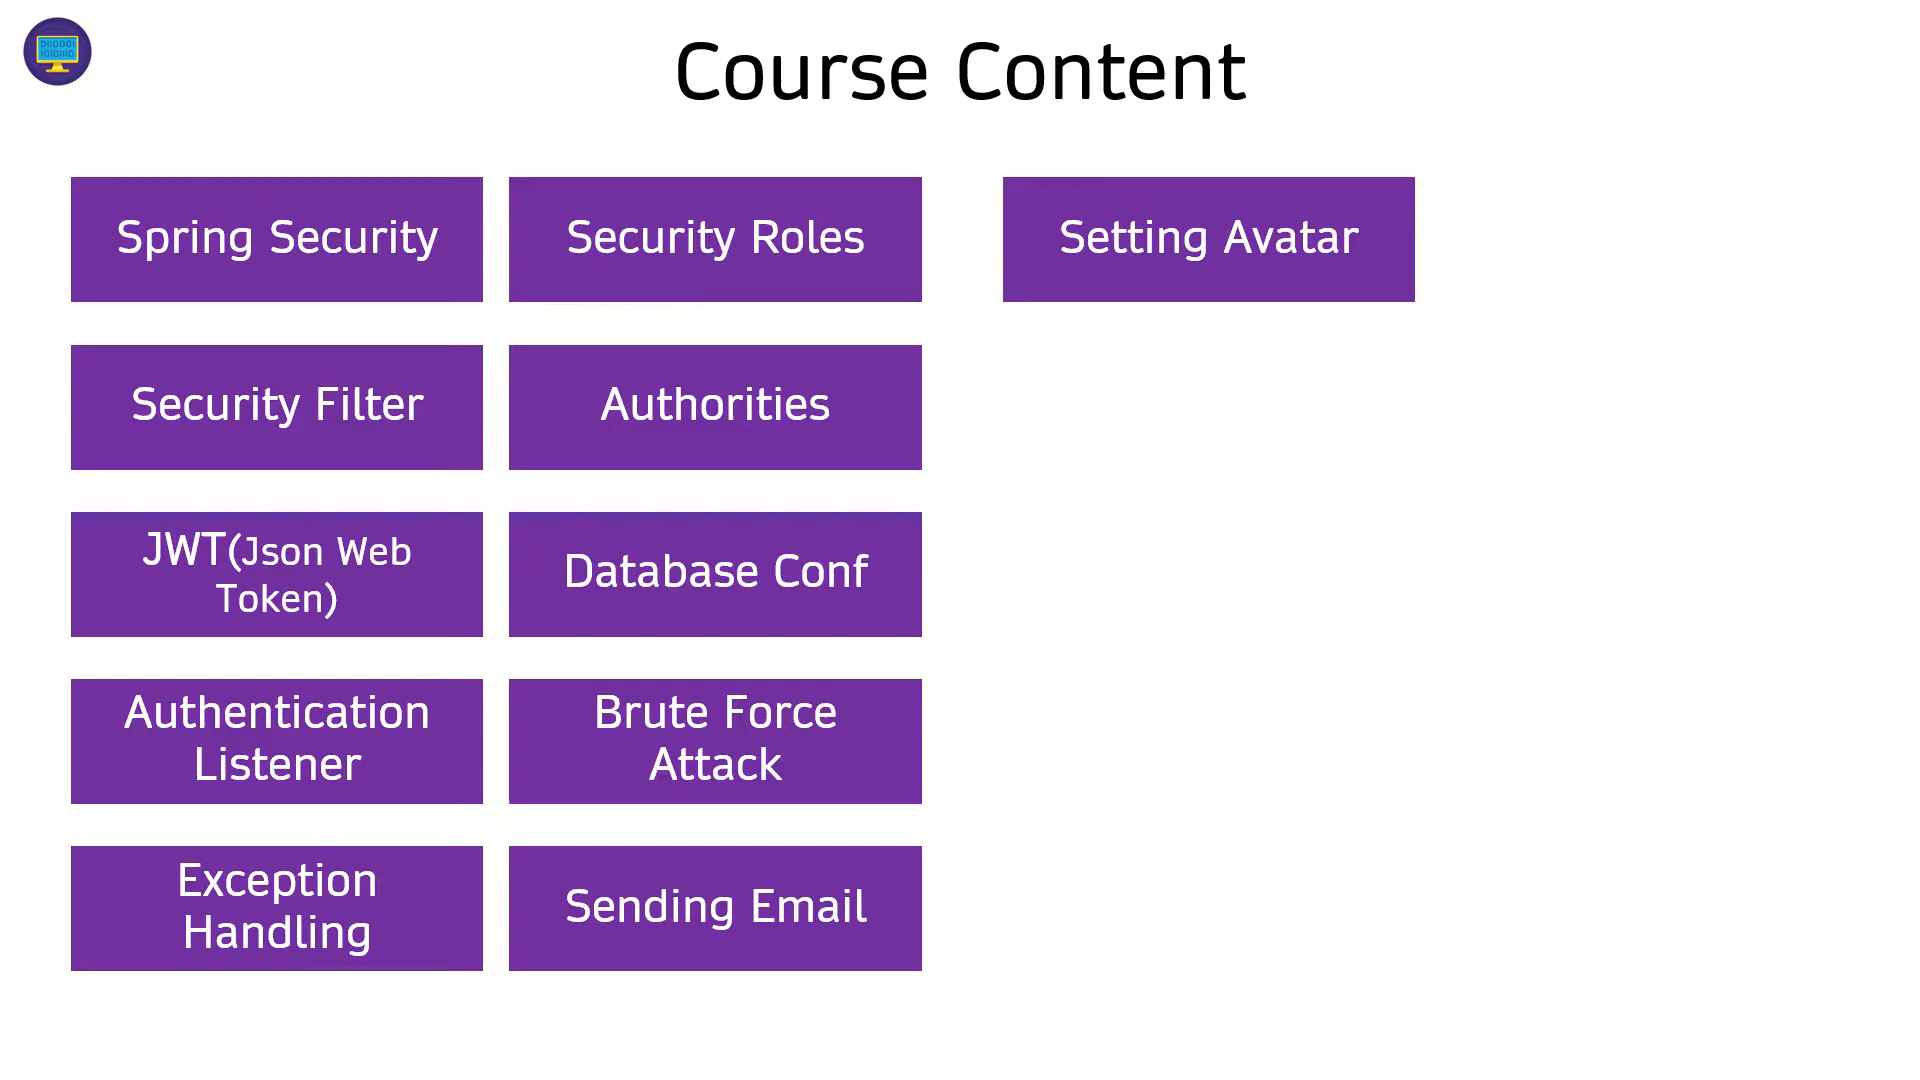 Course Content
Spring Security
Security Filter
JWT(Json Web
Token)
Authentication
Listener
Exception
Handling
Security Roles
Authorities
Database Conf
Brute Force
Attack
Sending Email
Setting Avatar